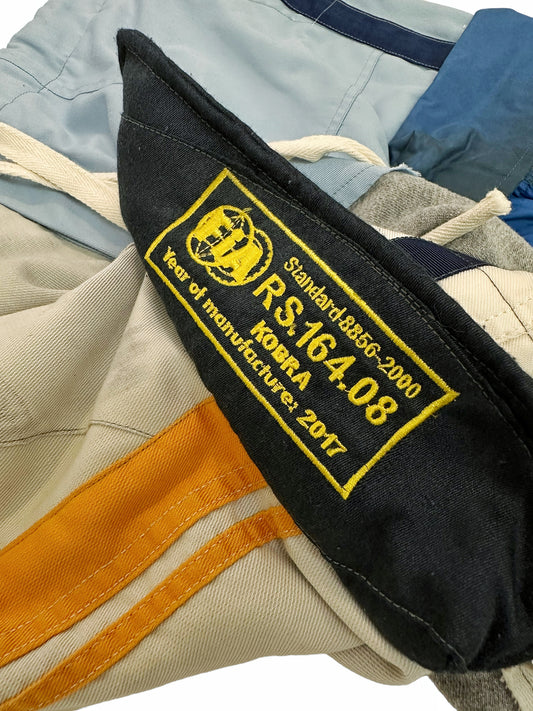 FIA
Standard 8856-2000
RS.164.08
KOBRA
Year of manufacture: 2017